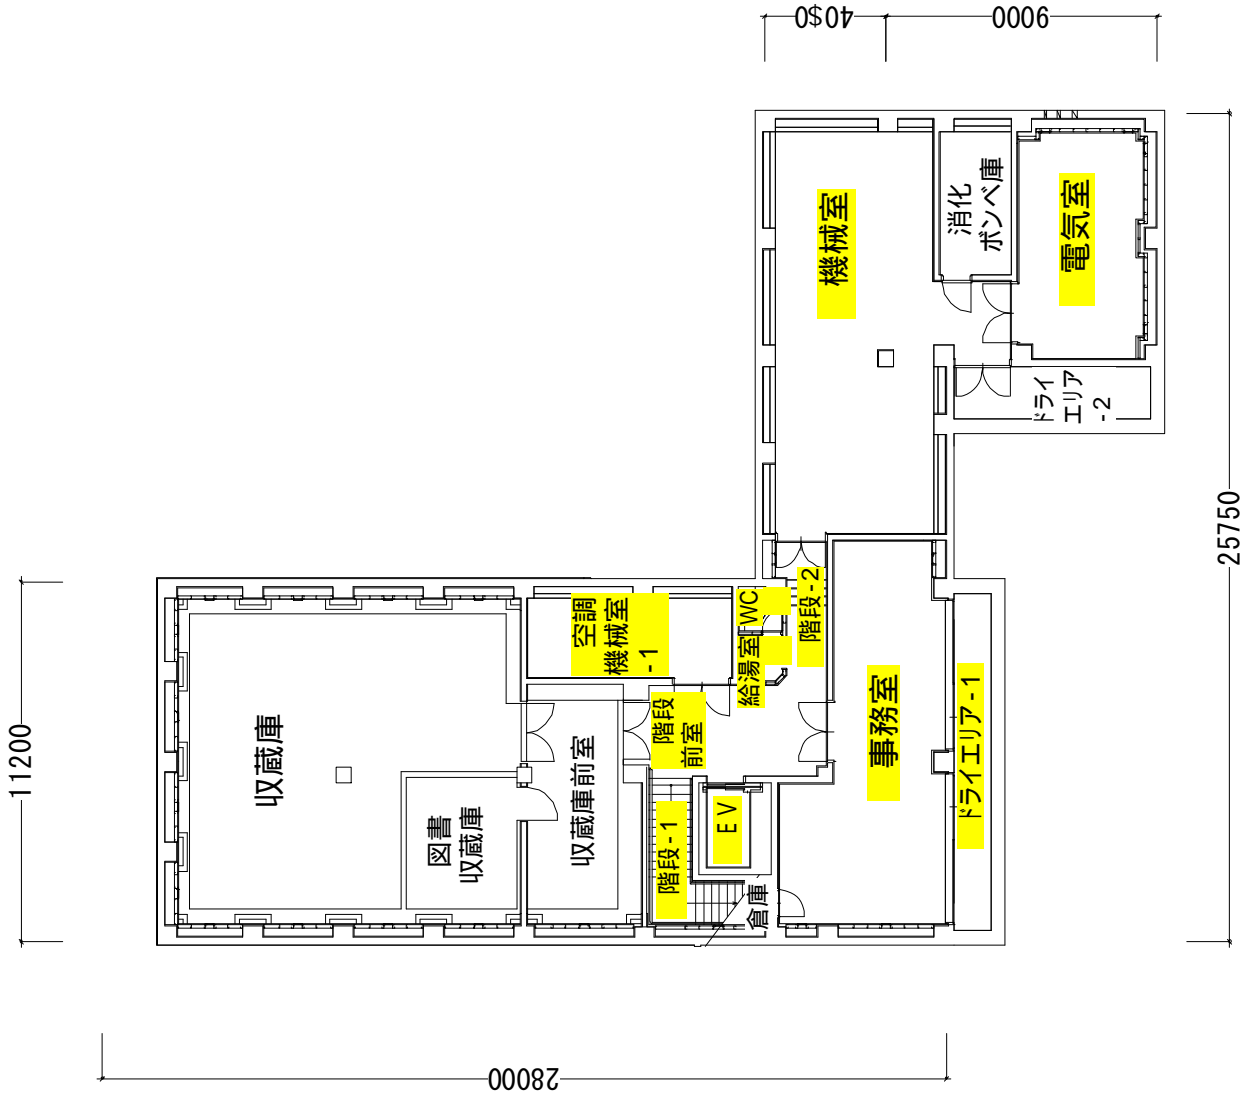 40$0
9000
11200
25750
28000
機械室
消化
ボンベ庫
電気室
ドライ
エリア
-2
収蔵庫
図書
収蔵庫
収蔵庫前室
空調
機械室
-1
WC
給湯室
階段-2
階段
前室
階段-1
EV
倉庫
事務室
ドライエリア-1